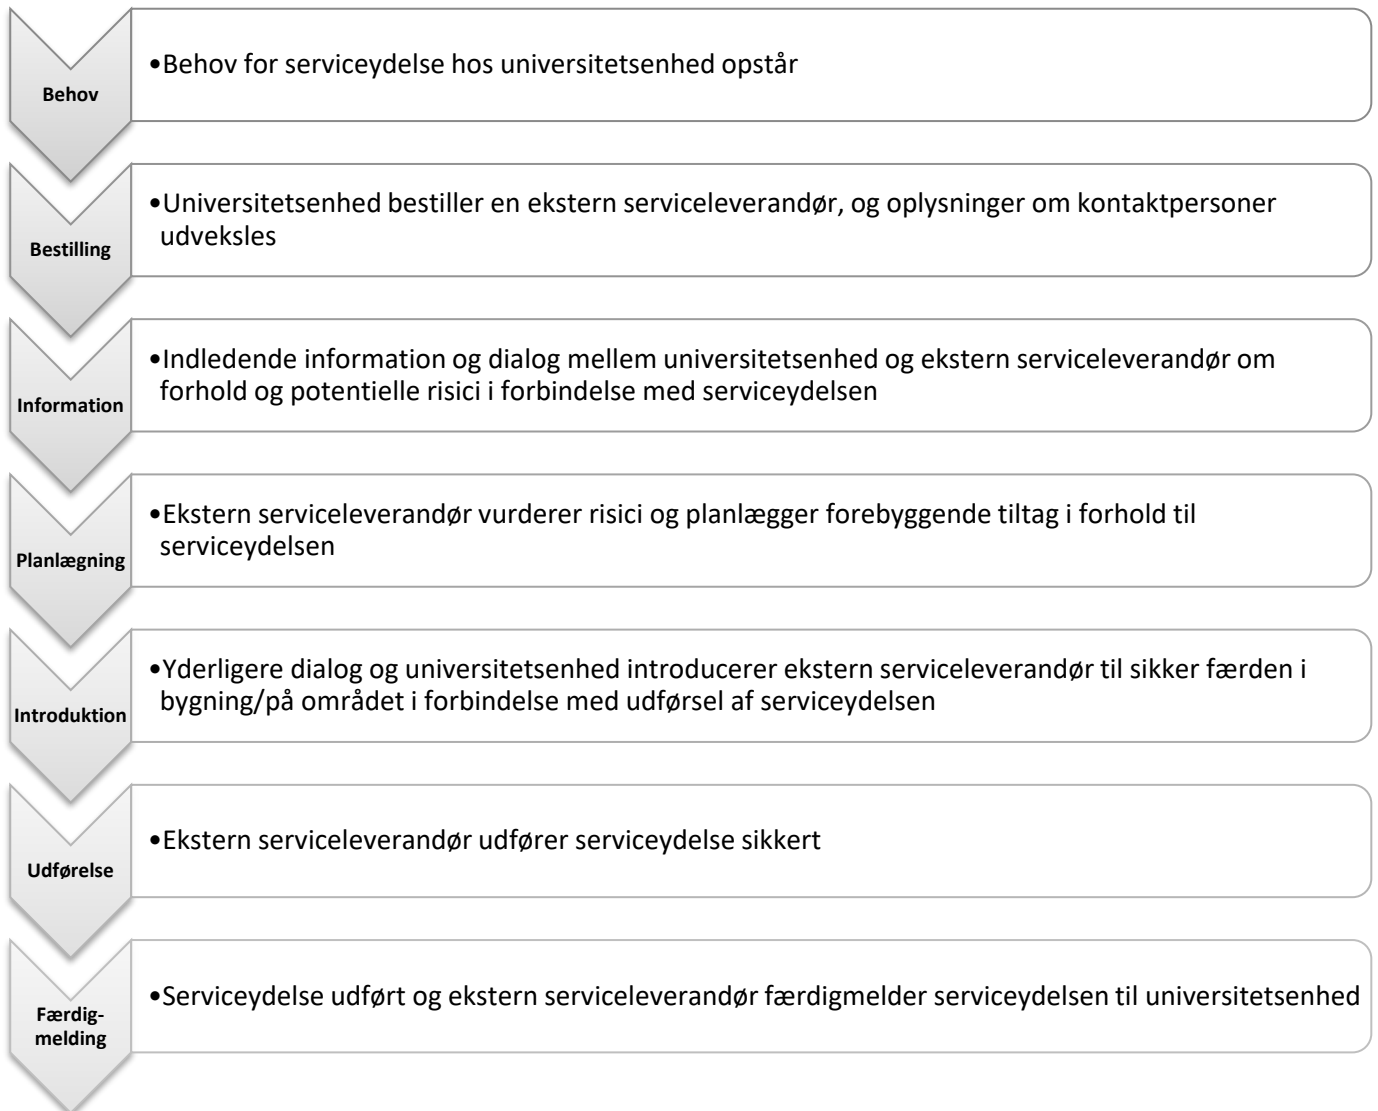 Behov
•Behov for serviceydelse hos universitetsenhed opstår
Bestilling
•Universitetsenhed bestiller en ekstern serviceleverandør, og oplysninger om kontaktpersoner
udveksles
Information
•Indledende information og dialog mellem universitetsenhed og ekstern serviceleverandør om
forhold og potentielle risici i forbindelse med serviceydelsen
Planlægning
•Ekstern serviceleverandør vurderer risici og planlægger forebyggende tiltag i forhold til
serviceydelsen
Introduktion
•Yderligere dialog og universitetsenhed introducerer ekstern serviceleverandør til sikker færden i
bygning/på området i forbindelse med udførsel af serviceydelsen
Udførelse
•Ekstern serviceleverandør udfører serviceydelse sikkert
Færdig-
melding
•Serviceydelse udført og ekstern serviceleverandør færdigmelder serviceydelsen til universitetsenhed